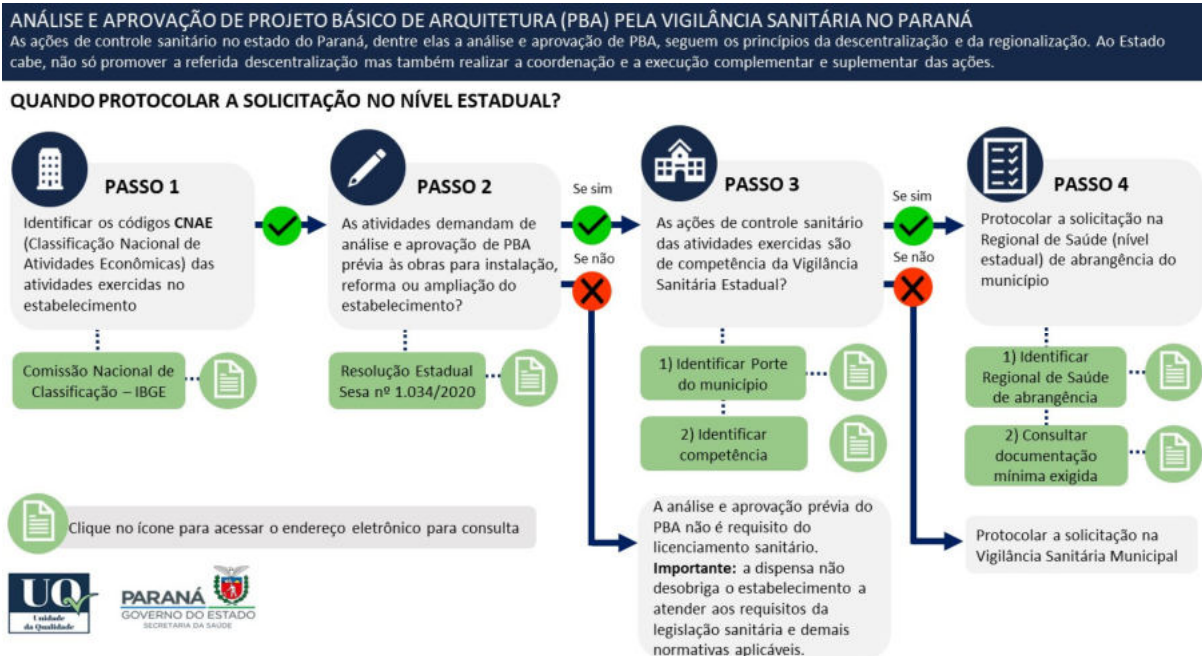 ANÁLISE E APROVAÇÃO DE PROJETO BÁSICO DE ARQUITETURA (PBA) PELA VIGILÂNCIA SANITÁRIA NO PARANÁ
As ações de controle sanitário no estado do Paraná, dentre elas a análise e aprovação de PBA, seguem os princípios da descentralização e da regionalização. Ao Estado
cabe, não só promover a referida descentralização mas também realizar a coordenação e a execução complementar e suplementar das ações.
QUANDO PROTOCOLAR A SOLICITAÇÃO NO NÍVEL ESTADUAL?
PASSO 1
Identificar os códigos CNAE
(Classificação Nacional de
Atividades Econômicas) das
atividades exercidas no
estabelecimento
Comissão Nacional de
Classificação – IBGE
PASSO 2
As atividades demandam de
análise e aprovação de PBA
prévia às obras para instalação,
reforma ou ampliação do
estabelecimento?
Resolução Estadual
Sesa nº 1.034/2020
Se sim
Se não
PASSO 3
As ações de controle sanitário
das atividades exercidas são
de competência da Vigilância
Sanitária Estadual?
1) Identificar Porte
do município
2) Identificar
competência
A análise e aprovação prévia do
PBA não é requisito do
licenciamento sanitário.
Importante: a dispensa não
desobriga o estabelecimento a
atender aos requisitos da
legislação sanitária e demais
normativas aplicáveis.
Se sim
Se não
PASSO 4
Protocolar a solicitação na
Regional de Saúde (nível
estadual) de abrangência do
município
1) Identificar
Regional de Saúde
de abrangência
2) Consultar
documentação
mínima exigida
Protocolar a solicitação na
Vigilância Sanitária Municipal
Clique no ícone para acessar o endereço eletrônico para consulta
UQ
Unidade
da Qualidade
PARANÁ
GOVERNO DO ESTADO
SECRETARIA DA SAÚDE